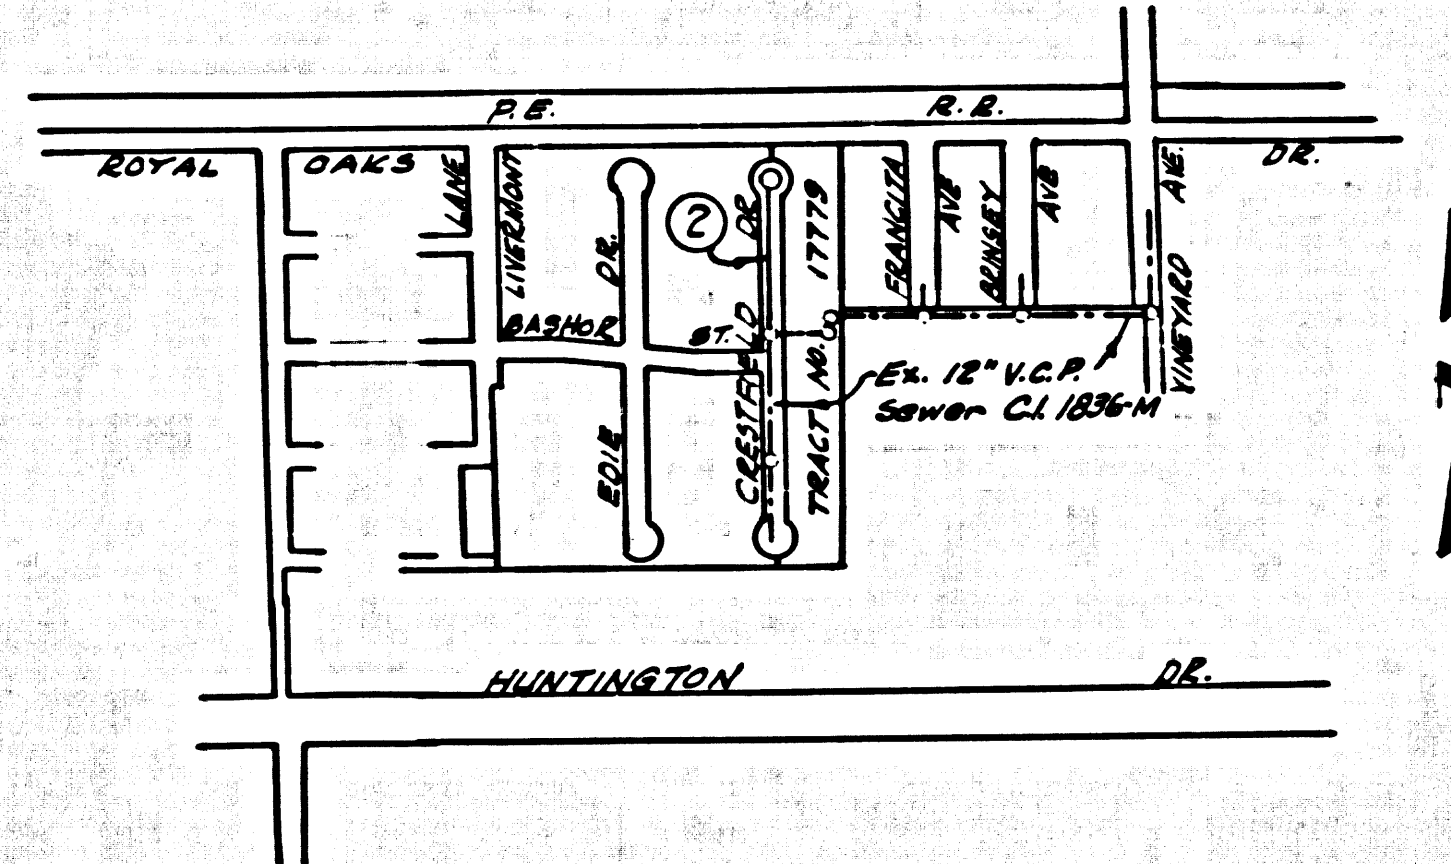 P.E. R.R.
ROYAL OAKS DR.
LANE
LIVERMONT
EDIE DR.
2
CRESTFIELD DR
TRACT NO. 17779
FRANCITA AVE
BRINSEY AVE
VINEYARD AVE.
BASHOR ST.
Ex. 12" V.C.P.
Sewer C.I. 1836-M
HUNTINGTON DR.